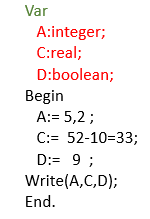 Var
A:integer;
C:real;
D:boolean;
Begin
A:= 5,2 ;
C:= 52-10=33;
D:= 9 ;
Write(A,C,D);
End.